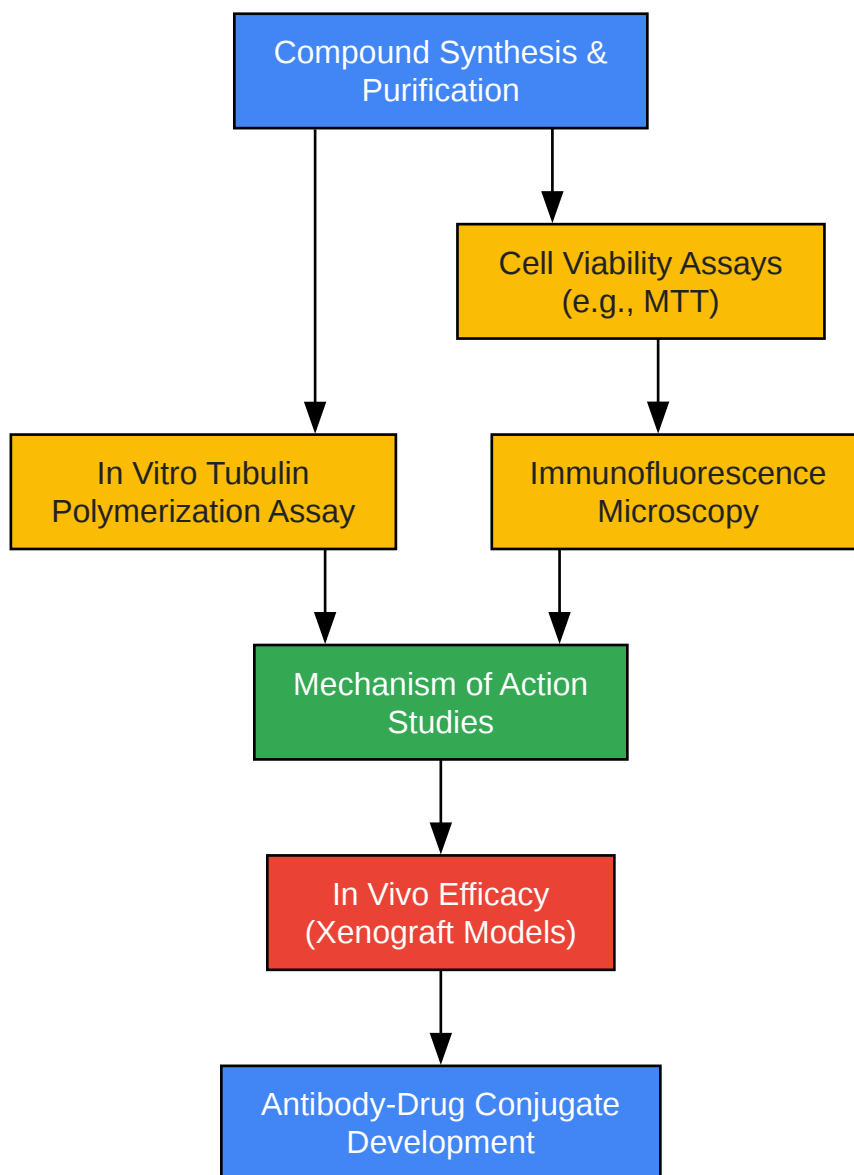 Compound Synthesis &
Purification
Cell Viability Assays
(e.g., MTT)
In Vitro Tubulin
Polymerization Assay
Immunofluorescence
Microscopy
Mechanism of Action
Studies
In Vivo Efficacy
(Xenograft Models)
Antibody-Drug Conjugate
Development